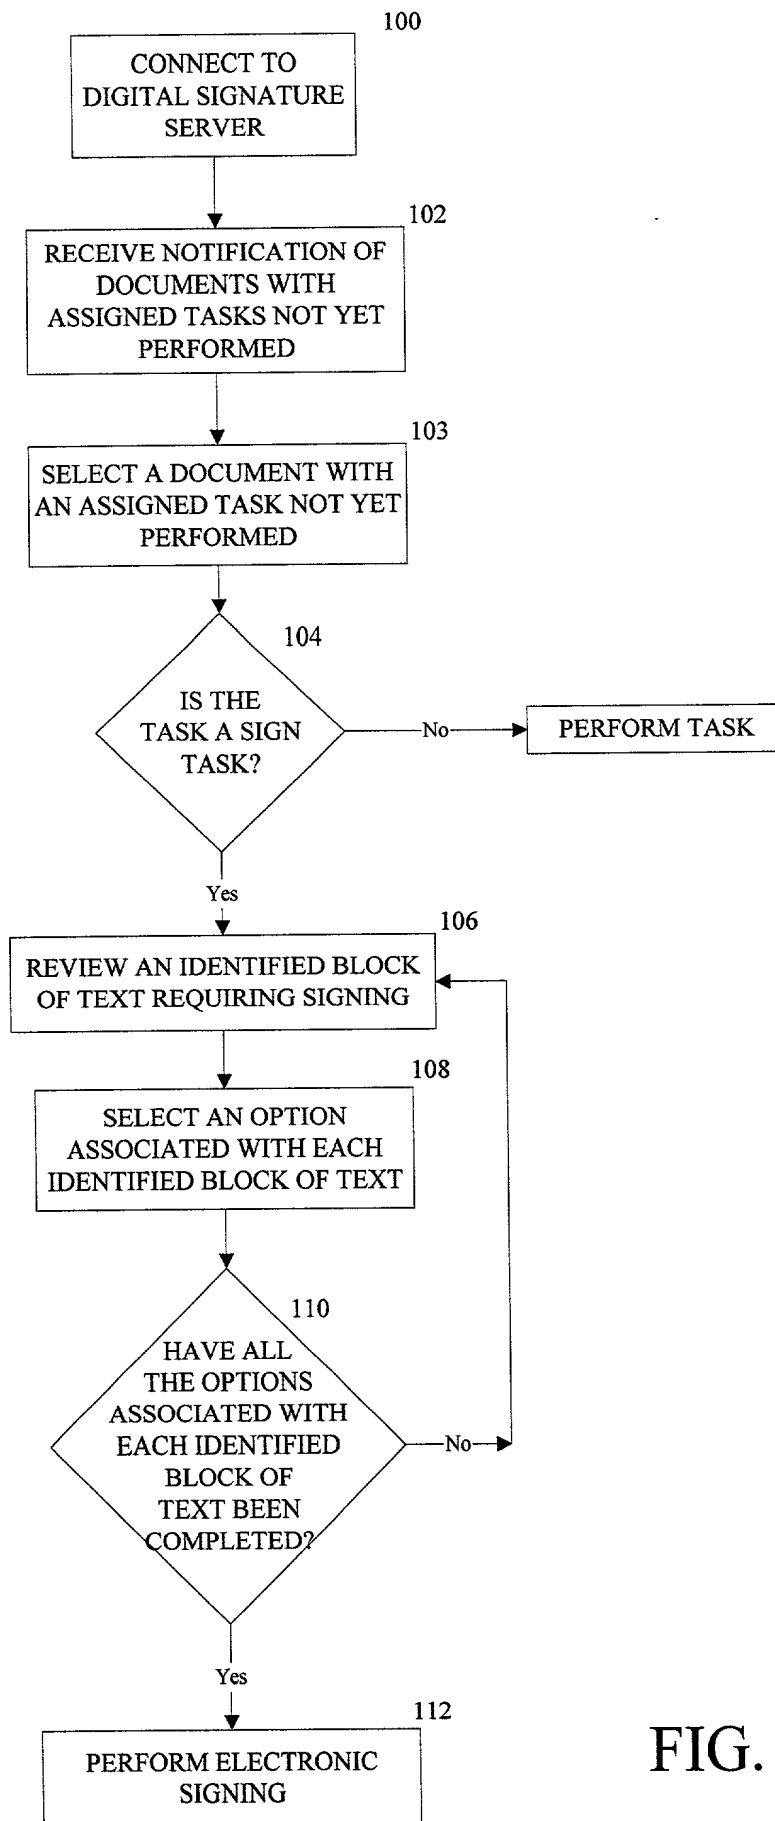 100
CONNECT TO
DIGITAL SIGNATURE
SERVER
102
RECEIVE NOTIFICATION OF
DOCUMENTS WITH
ASSIGNED TASKS NOT YET
PERFORMED
103
SELECT A DOCUMENT WITH
AN ASSIGNED TASK NOT YET
PERFORMED
104
IS THE
TASK A SIGN
TASK?
No
PERFORM TASK
Yes
106
REVIEW AN IDENTIFIED BLOCK
OF TEXT REQUIRING SIGNING
108
SELECT AN OPTION
ASSOCIATED WITH EACH
IDENTIFIED BLOCK OF TEXT
110
HAVE ALL
THE OPTIONS
ASSOCIATED WITH
EACH IDENTIFIED
BLOCK OF
TEXT BEEN
COMPLETED?
No
Yes
112
PERFORM ELECTRONIC
SIGNING
FIG.